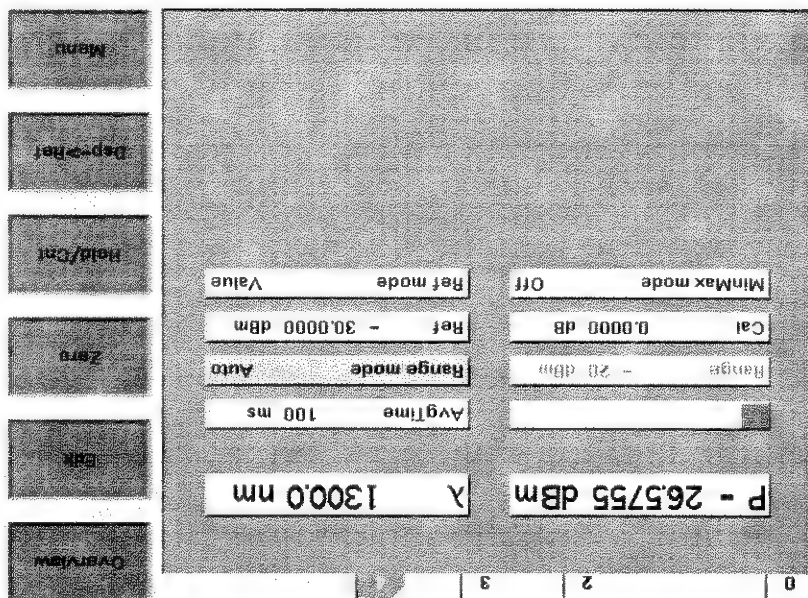 0 2 3
Overview
P - 26.5755 dBm λ 1300.0 nm
Edit
AvgTime 100 ms
Range - 20 dBm Range mode Auto
Zero
Cal 0.0000 dB Ref - 30.0000 dBm
MinMax mode Off Ref mode Value
Hold/Cnt
Dsp->Ref
Menu